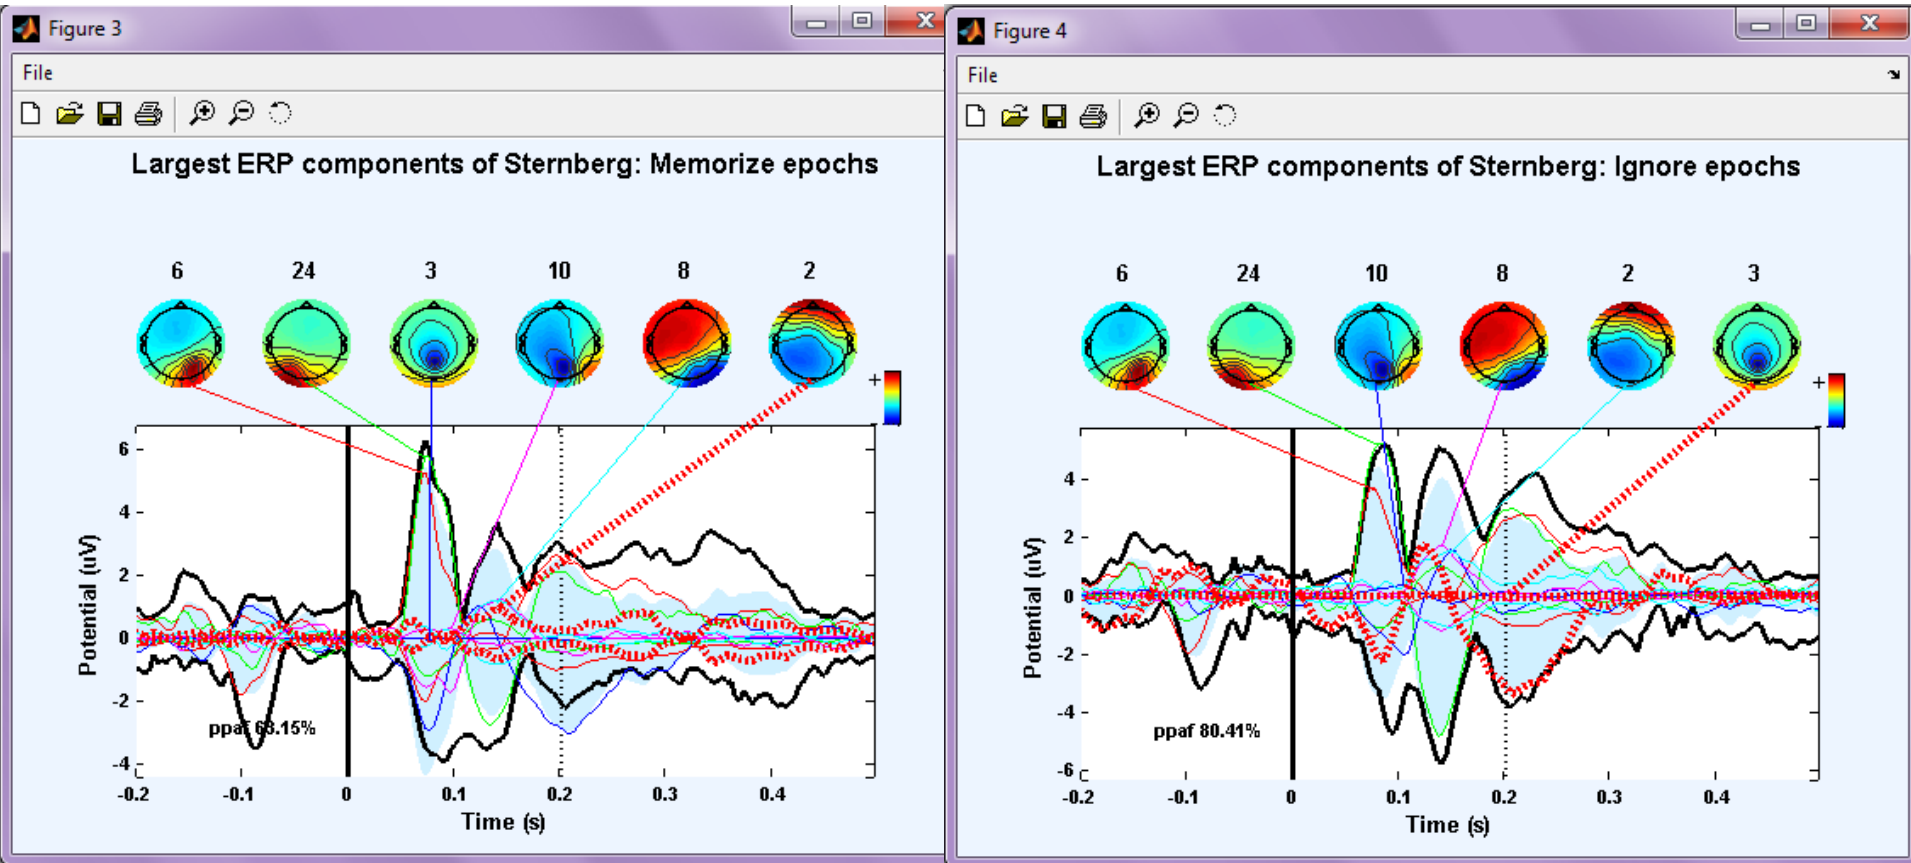 Figure 3
File
Largest ERP components of Sternberg: Memorize epochs
6 24 3 10 8 2
+
-
6
4
2
0
-2
-4
Potential (uV)
ppaf 63.15%
-0.2 -0.1 0 0.1 0.2 0.3 0.4
Time (s)
Figure 4
File
Largest ERP components of Sternberg: Ignore epochs
6 24 10 8 2 3
+
-
4
2
0
-2
-4
-6
Potential (uV)
ppaf 80.41%
-0.2 -0.1 0 0.1 0.2 0.3 0.4
Time (s)